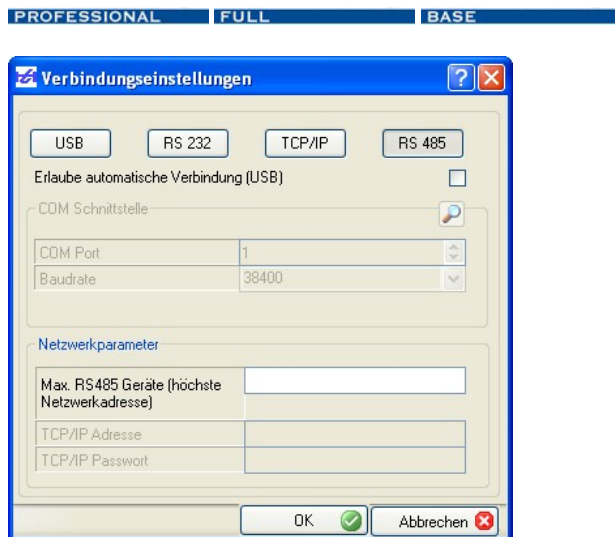 PROFESSIONAL FULL BASE
Verbindungseinstellungen
USB RS 232 TCP/IP RS 485
Erlaube automatische Verbindung (USB)
COM Schnittstelle
COM Port 1
Baudrate 38400
Netzwerkparameter
Max. RS485 Geräte (höchste
Netzwerkadresse)
TCP/IP Adresse
TCP/IP Passwort
OK Abbrechen